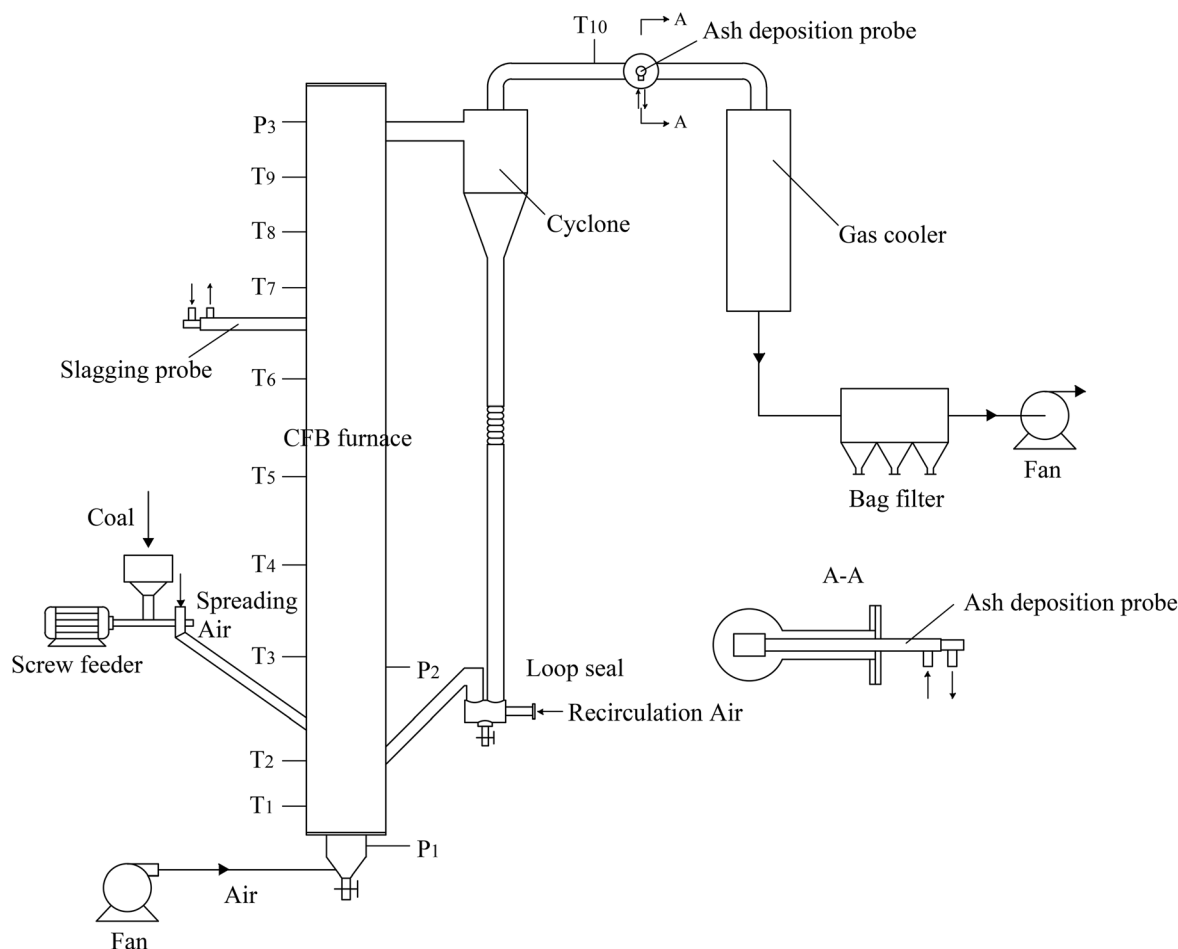 T10
A
Ash deposition probe
A
P3
T9
Cyclone
T8
Gas cooler
T7
Slagging probe
T6
CFB furnace
T5
Fan
Bag filter
Coal
T4
A-A
Spreading
Air
Ash deposition probe
Screw feeder
T3
P2
Loop seal
Recirculation Air
T2
T1
P1
Air
Fan